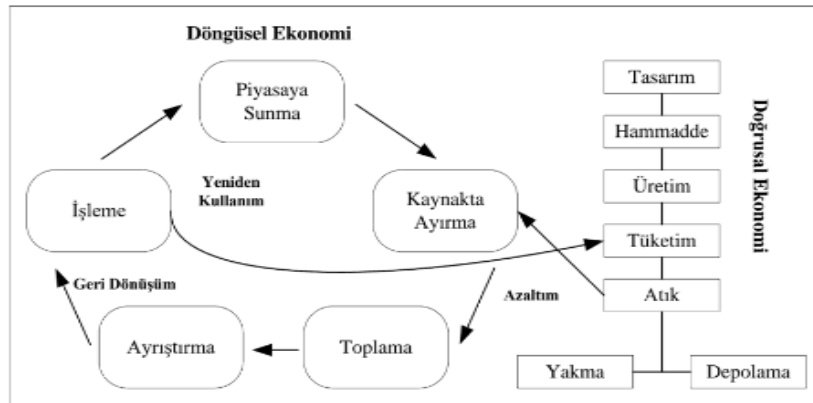 Döngüsel Ekonomi
Piyasaya
Sunma
İşleme
Yeniden
Kullanım
Kaynakta
Ayırma
Geri Dönüşüm
Azaltım
Ayrıştırma
Toplama
Tasarım
Hammadde
Üretim
Tüketim
Atık
Yakma
Depolama
Doğrusal Ekonomi